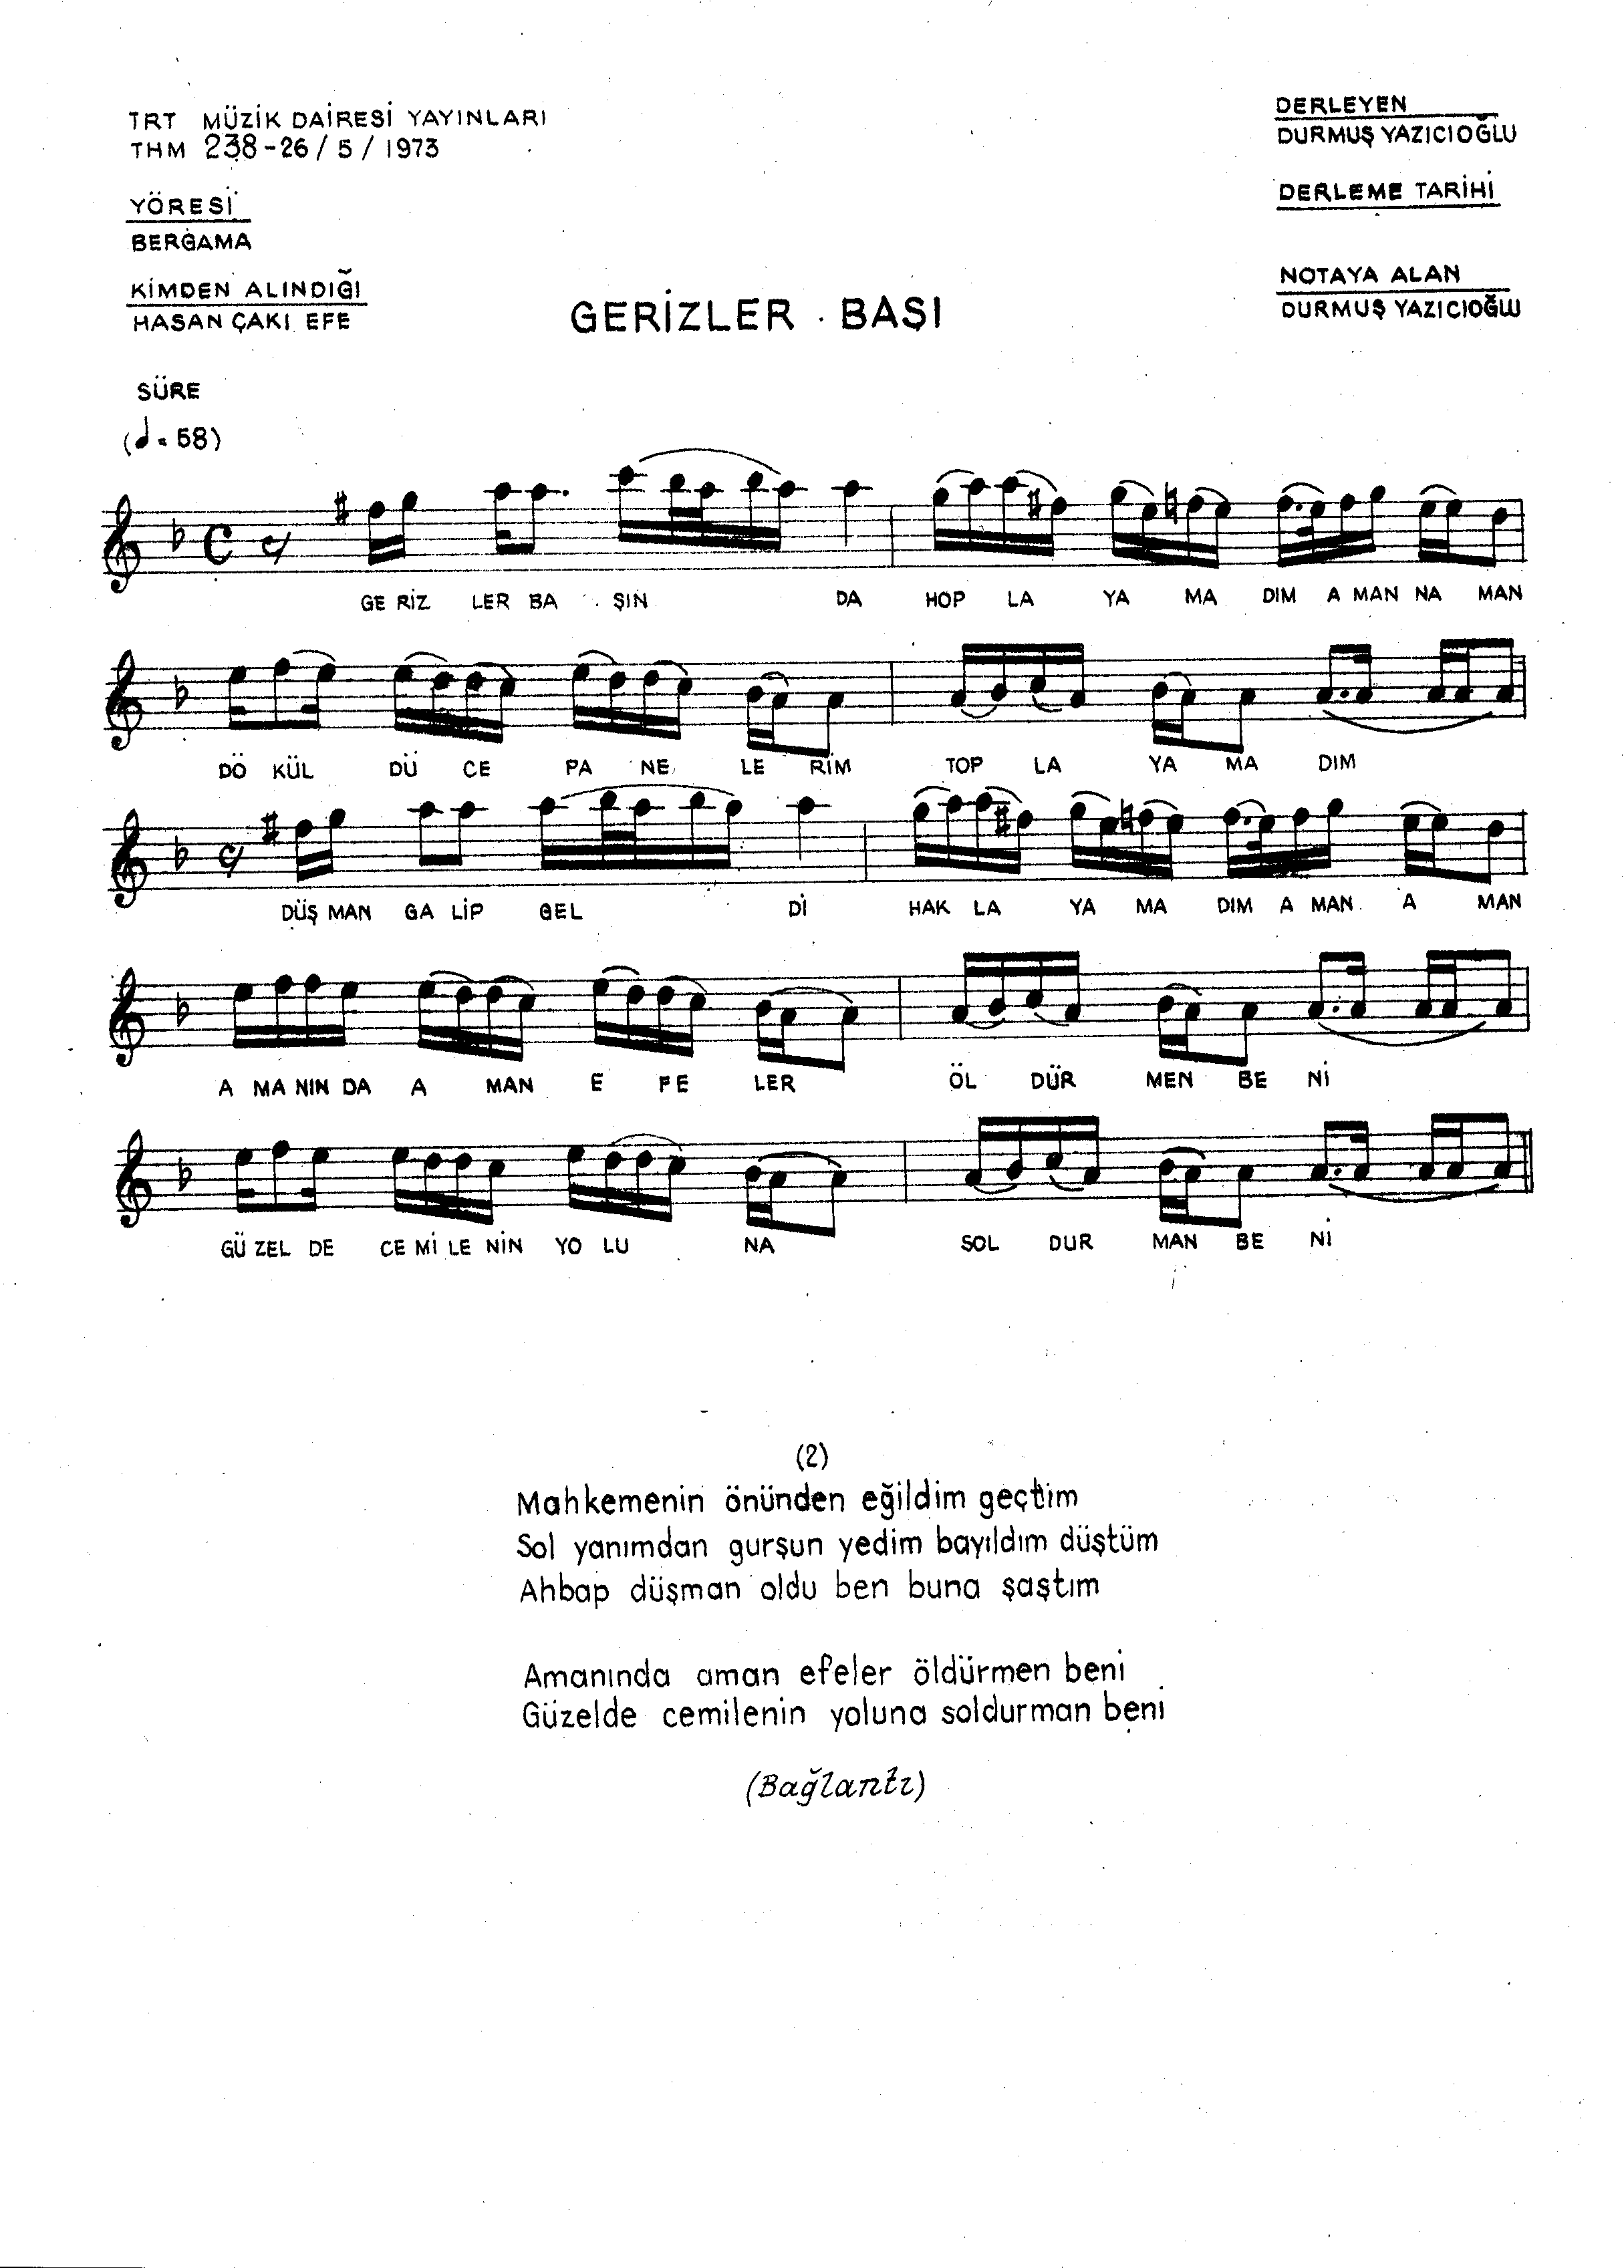 TRT MÜZİK DAİRESİ YAYINLARI
THM 238-26/5/1973
YÖRESİ
BERGAMA
KİMDEN ALINDIĞI
HASAN ÇAKI EFE
DERLEYEN
DURMUŞ YAZICIOĞLU
DERLEME TARİHİ
NOTAYA ALAN
DURMUŞ YAZICIOĞLU
GERİZLER BAŞI
SÜRE
(♩=58)
GE RİZ LER BA ŞIN DA HOP LA YA MA DIM A MAN NA MAN
DÖ KÜL DÜ CE PA NE LE RİM TOP LA YA MA DIM
DÜŞ MAN GA LİP GEL Dİ HAK LA YA MA DIM A MAN A MAN
A MA NIN DA A MAN E FE LER ÖL DÜR MEN BE Nİ
GÜ ZEL DE CE Mİ LE NİN YO LU NA SOL DUR MAN BE Nİ
(2)
Mahkemenin önünden eğildim geçtim
Sol yanımdan gurşun yedim bayıldım düştüm
Ahbap düşman oldu ben buna şaştım
Amanında aman efeler öldürmen beni
Güzelde cemilenin yoluna soldurman beni
(Bağlantı)